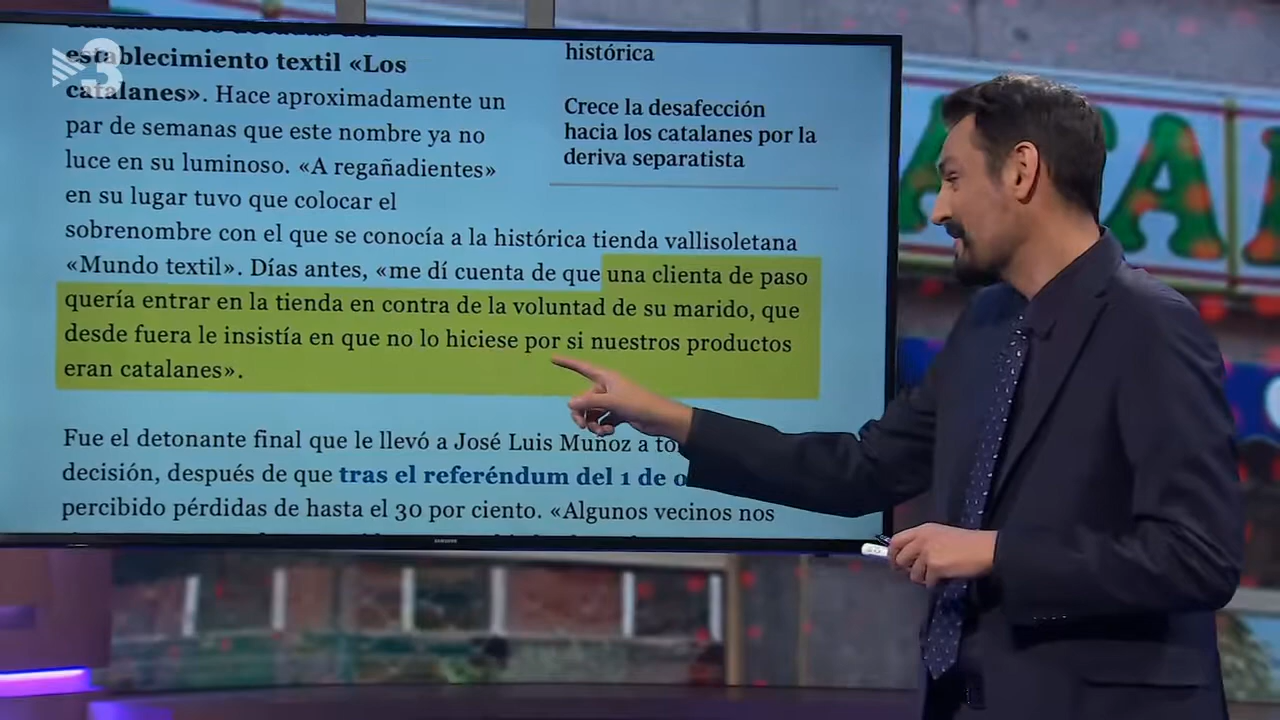 3
establecimiento textil «Los
catalanes». Hace aproximadamente un
par de semanas que este nombre ya no
luce en su luminoso. «A regañadientes»
en su lugar tuvo que colocar el
sobrenombre con el que se conocía a la histórica tienda vallisoletana
«Mundo textil». Días antes, «me dí cuenta de que una clienta de paso
quería entrar en la tienda en contra de la voluntad de su marido, que
desde fuera le insistía en que no lo hiciese por si nuestros productos
eran catalanes».
Fue el detonante final que le llevó a José Luis Muñoz a
decisión, después de que tras el referéndum del 1 de
percibido pérdidas de hasta el 30 por ciento. «Algunos vecinos nos
histórica
Crece la desafección
hacia los catalanes por la
deriva separatista
SAMSUNG